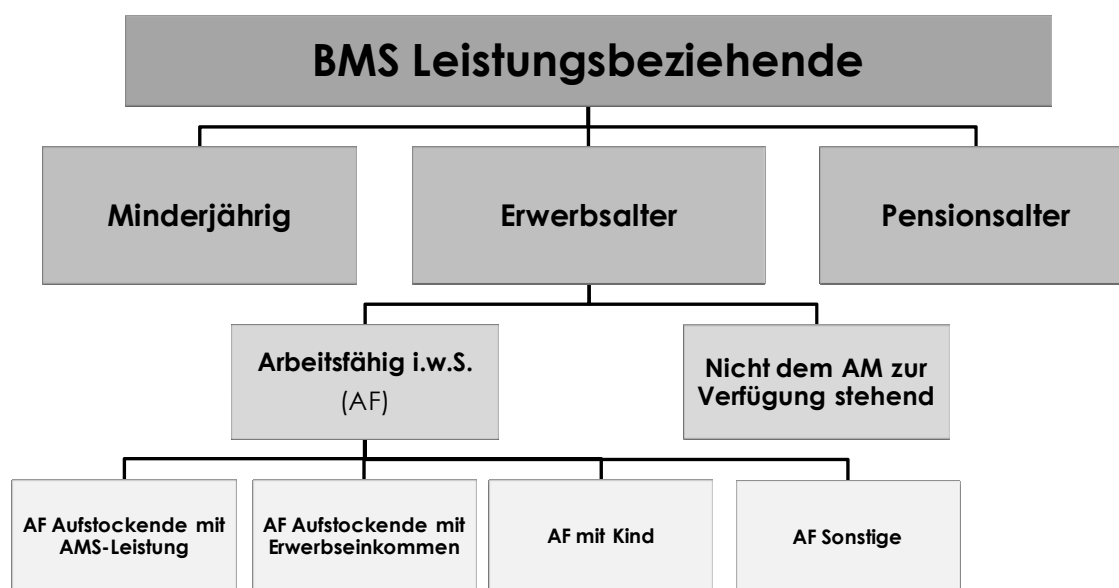 BMS Leistungsbeziehende
Minderjährig
Erwerbsalter
Pensionsalter
Arbeitsfähig i.w.S.
(AF)
Nicht dem AM zur
Verfügung stehend
AF Aufstockende mit
AMS-Leistung
AF Aufstockende mit
Erwerbseinkommen
AF mit Kind
AF Sonstige